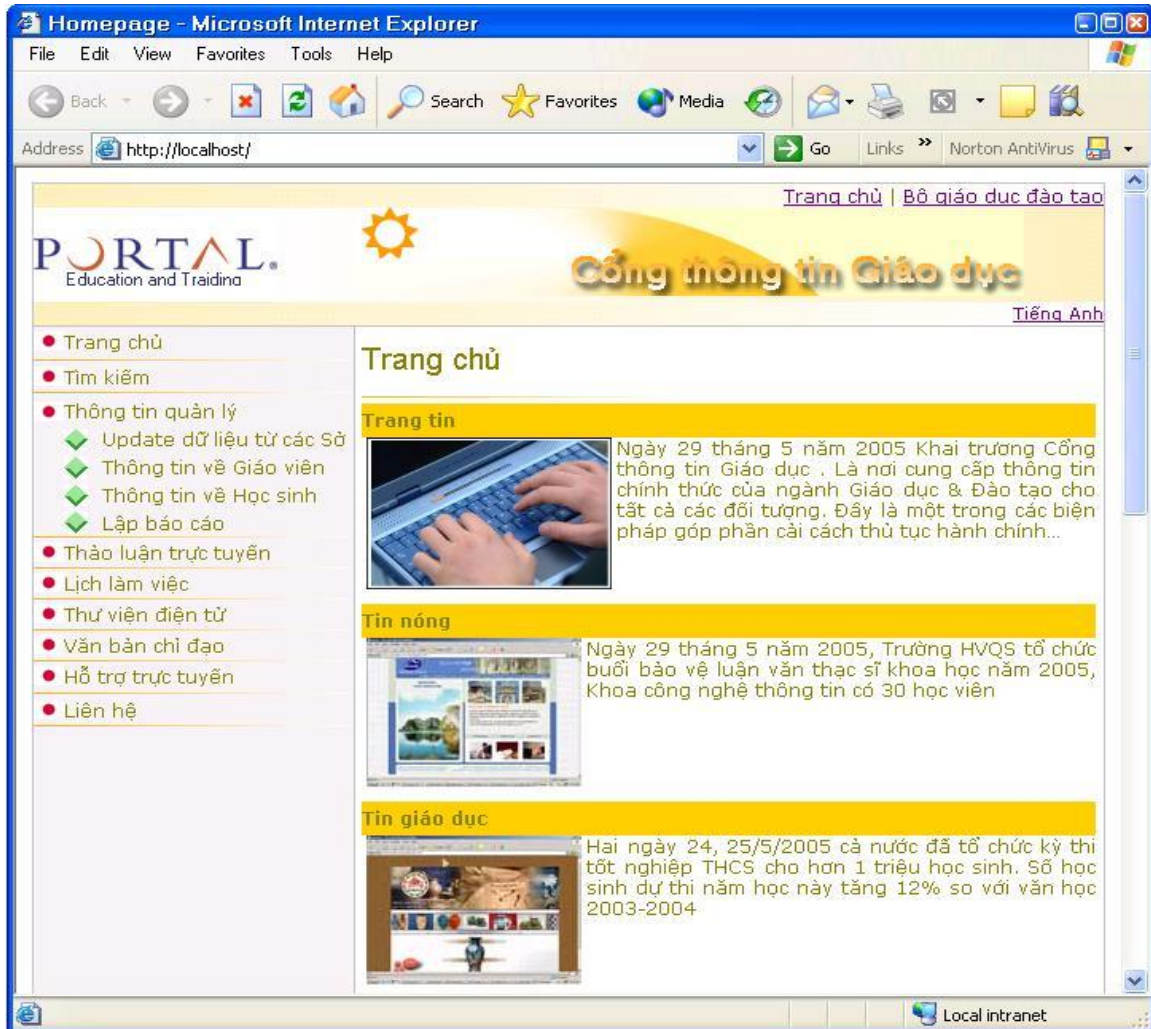 Homepage - Microsoft Internet Explorer
File Edit View Favorites Tools Help
Back Search Favorites Media
Address http://localhost/ Go Links » Norton AntiVirus
Trang chủ | Bộ giáo dục đào tạo
PORTAL.
Education and Traiding
Cổng thông tin Giáo dục
Tiếng Anh
Trang chủ
Tìm kiếm
Thông tin quản lý
Update dữ liệu từ các Sở
Thông tin về Giáo viên
Thông tin về Học sinh
Lập báo cáo
Thảo luận trực tuyến
Lịch làm việc
Thư viện điện tử
Văn bản chỉ đạo
Hỗ trợ trực tuyến
Liên hệ
Trang chủ
Trang tin
Ngày 29 tháng 5 năm 2005 Khai trương Cổng
thông tin Giáo dục . Là nơi cung cấp thông tin
chính thức của ngành Giáo dục & Đào tạo cho
tất cả các đối tượng. Đây là một trong các biện
pháp góp phần cải cách thủ tục hành chính...
Tin nóng
Ngày 29 tháng 5 năm 2005, Trường HVQS tổ chức
buổi bảo vệ luận văn thạc sĩ khoa học năm 2005,
Khoa công nghệ thông tin có 30 học viên
Tin giáo dục
Hai ngày 24, 25/5/2005 cả nước đã tổ chức kỳ thi
tốt nghiệp THCS cho hơn 1 triệu học sinh. Số học
sinh dự thi năm học này tăng 12% so với văn học
2003-2004
Local intranet